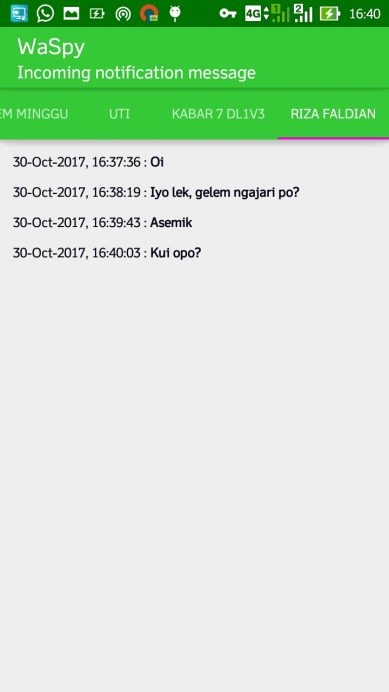 4G 1 2 16:40
WaSpy
Incoming notification message
EM MINGGU UTI KABAR 7 DL1V3 RIZA FALDIAN
30-Oct-2017, 16:37:36 : Oi
30-Oct-2017, 16:38:19 : Iyo lek, gelem ngajari po?
30-Oct-2017, 16:39:43 : Asemik
30-Oct-2017, 16:40:03 : Kui opo?